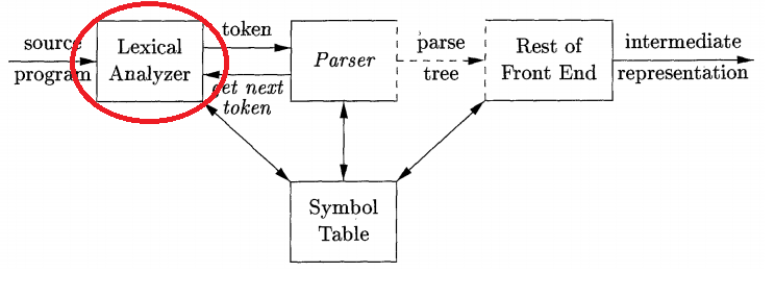 source
program
Lexical
Analyzer
token
get next
token
Parser
parse
tree
Rest of
Front End
intermediate
representation
Symbol
Table